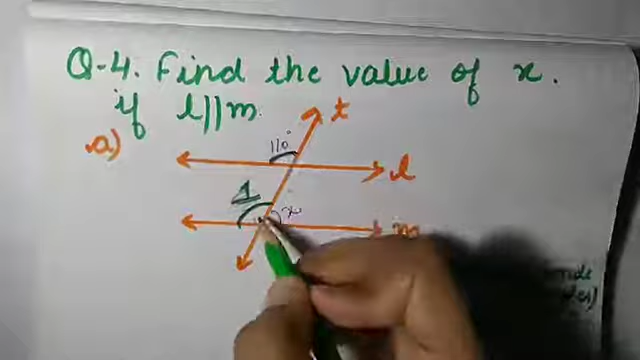 Q-4. Find the value of x.
if l||m.
a)
t
110°
l
1
x
m